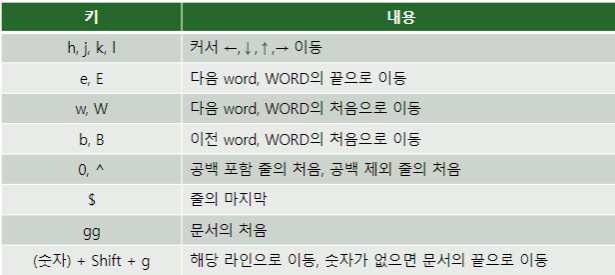 키 내용
h, j, k, l 커서 ←,↓,↑,→ 이동
e, E 다음 word, WORD의 끝으로 이동
w, W 다음 word, WORD의 처음으로 이동
b, B 이전 word, WORD의 처음으로 이동
0, ^ 공백 포함 줄의 처음, 공백 제외 줄의 처음
$ 줄의 마지막
gg 문서의 처음
(숫자) + Shift + g 해당 라인으로 이동, 숫자가 없으면 문서의 끝으로 이동